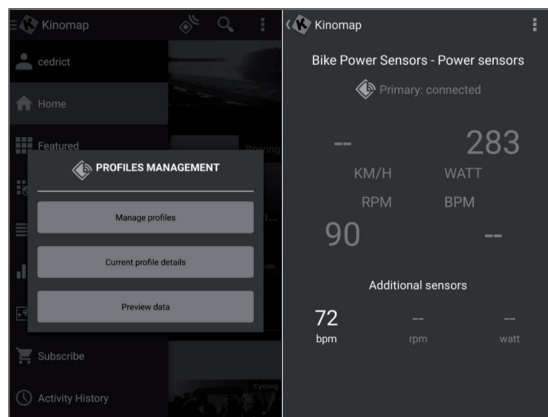 Kinomap
cedrict
Home
Featured
Rowing
PROFILES MANAGEMENT
Manage profiles
Current profile details
Preview data
Subscribe
Activity History
Cycling
Kinomap
Bike Power Sensors - Power sensors
Primary: connected
-- 283
KM/H WATT
RPM BPM
90 --
Additional sensors
72 -- --
bpm rpm watt